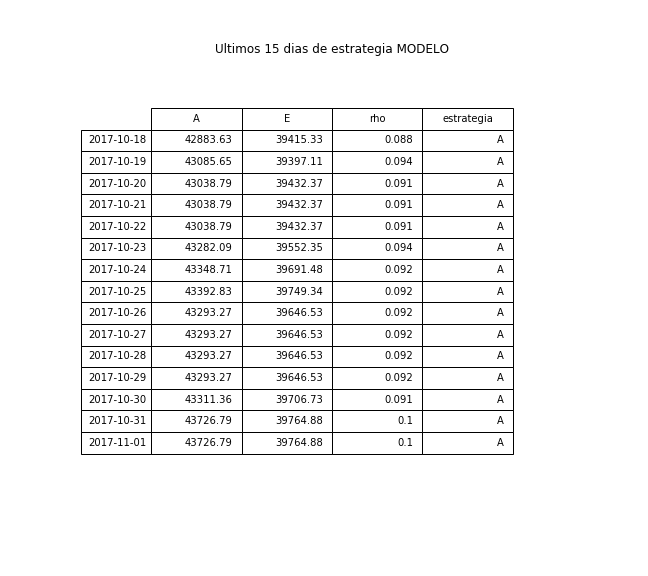 Ultimos 15 dias de estrategia MODELO
A E rho estrategia
2017-10-18 42883.63 39415.33 0.088 A
2017-10-19 43085.65 39397.11 0.094 A
2017-10-20 43038.79 39432.37 0.091 A
2017-10-21 43038.79 39432.37 0.091 A
2017-10-22 43038.79 39432.37 0.091 A
2017-10-23 43282.09 39552.35 0.094 A
2017-10-24 43348.71 39691.48 0.092 A
2017-10-25 43392.83 39749.34 0.092 A
2017-10-26 43293.27 39646.53 0.092 A
2017-10-27 43293.27 39646.53 0.092 A
2017-10-28 43293.27 39646.53 0.092 A
2017-10-29 43293.27 39646.53 0.092 A
2017-10-30 43311.36 39706.73 0.091 A
2017-10-31 43726.79 39764.88 0.1 A
2017-11-01 43726.79 39764.88 0.1 A